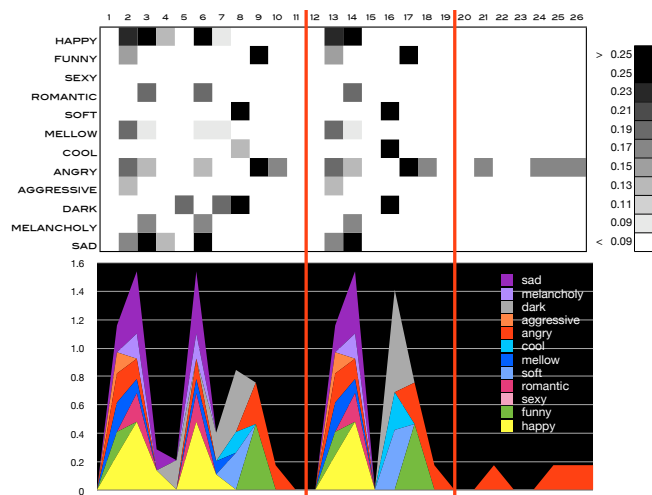 1 2 3 4 5 6 7 8 9 10 11 12 13 14 15 16 17 18 19 20 21 22 23 24 25 26
HAPPY
FUNNY
SEXY
ROMANTIC
SOFT
MELLOW
COOL
ANGRY
AGGRESSIVE
DARK
MELANCHOLY
SAD
> 0.25
0.25
0.23
0.21
0.19
0.17
0.15
0.13
0.11
0.09
< 0.09
1.6
1.4
1.2
1.0
0.8
0.6
0.4
0.2
0
sad
melancholy
dark
aggressive
angry
cool
mellow
soft
romantic
sexy
funny
happy